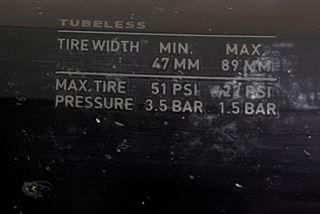 TUBELESS
TIRE WIDTH MIN. MAX.
47 MM 89 MM
MAX. TIRE 51 PSI 22 PSI
PRESSURE 3.5 BAR 1.5 BAR